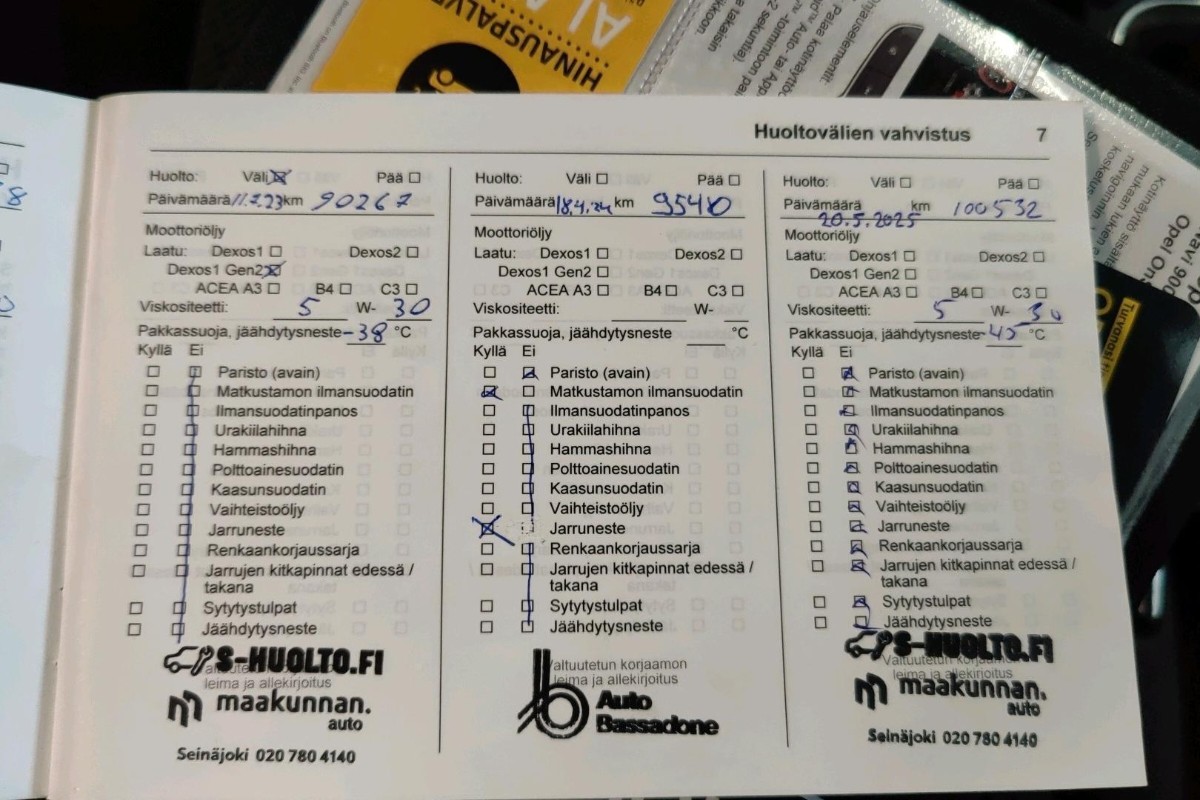 HINAUSPALVE
Huoltovälien vahvistus 7
Huolto: Väli ☒ Pää ☐
Päivämäärä 11.7.23 km 90267
Moottoriöljy
Laatu: Dexos1 ☐ Dexos2 ☐
Dexos1 Gen2 ☒
ACEA A3 ☐ B4 ☐ C3 ☐
Viskositeetti: 5 W- 30
Pakkassuoja, jäähdytysneste -38 °C
Kyllä Ei
☐ ☐ Paristo (avain)
☐ ☐ Matkustamon ilmansuodatin
☐ ☐ Ilmansuodatinpanos
☐ ☐ Urakiilahihna
☐ ☐ Hammashihna
☐ ☐ Polttoainesuodatin
☐ ☐ Kaasunsuodatin
☐ ☐ Vaihteistoöljy
☐ ☐ Jarruneste
☐ ☐ Renkaankorjaussarja
☐ ☐ Jarrujen kitkapinnat edessä /
takana
☐ ☐ Sytytystulpat
☐ ☐ Jäähdytysneste
S-HUOLTO.FI
leima ja allekirjoitus
maakunnan.
auto
Seinäjoki 020 780 4140
Huolto: Väli ☐ Pää ☐
Päivämäärä 18.4.24 km 95410
Moottoriöljy
Laatu: Dexos1 ☐ Dexos2 ☐
Dexos1 Gen2 ☐
ACEA A3 ☐ B4 ☐ C3 ☐
Viskositeetti: W-
Pakkassuoja, jäähdytysneste °C
Kyllä Ei
☐ ☒ Paristo (avain)
☒ ☐ Matkustamon ilmansuodatin
☐ ☐ Ilmansuodatinpanos
☐ ☐ Urakiilahihna
☐ ☐ Hammashihna
☐ ☐ Polttoainesuodatin
☐ ☐ Kaasunsuodatin
☐ ☐ Vaihteistoöljy
☒ ☐ Jarruneste
☐ ☐ Renkaankorjaussarja
☐ ☐ Jarrujen kitkapinnat edessä /
takana
☐ ☐ Sytytystulpat
☐ ☐ Jäähdytysneste
Valtuutetun korjaamon
leima ja allekirjoitus
Auto
Bassadone
Huolto: Väli ☐ Pää ☐
Päivämäärä km 100532
20.5.2025
Moottoriöljy
Laatu: Dexos1 ☐ Dexos2 ☐
Dexos1 Gen2 ☐
ACEA A3 ☐ B4 ☐ C3 ☐
Viskositeetti: 5 W- 30
Pakkassuoja, jäähdytysneste -45 °C
Kyllä Ei
☐ ☒ Paristo (avain)
☐ ☒ Matkustamon ilmansuodatin
☐ ☒ Ilmansuodatinpanos
☐ ☒ Urakiilahihna
☐ ☒ Hammashihna
☐ ☒ Polttoainesuodatin
☐ ☒ Kaasunsuodatin
☐ ☒ Vaihteistoöljy
☐ ☒ Jarruneste
☐ ☒ Renkaankorjaussarja
☐ ☒ Jarrujen kitkapinnat edessä /
takana
☐ ☒ Sytytystulpat
☐ ☒ Jäähdytysneste
S-HUOLTO.FI
Valtuutetun korjaamon
leima ja allekirjoitus
maakunnan.
auto
Seinäjoki 020 780 4140